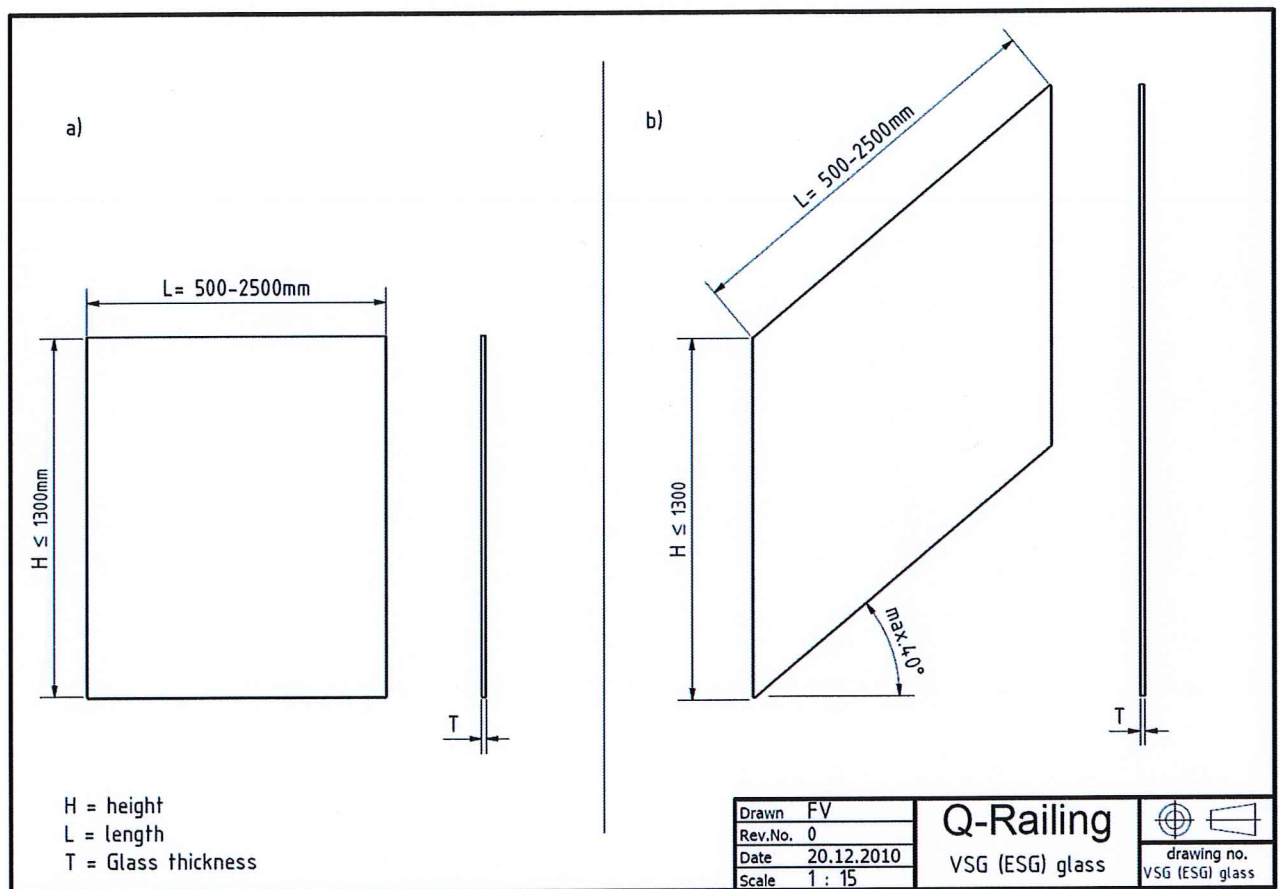 a)
L= 500-2500mm
H ≤ 1300mm
T
b)
L= 500-2500mm
H ≤ 1300
max.40°
T
H = height
L = length
T = Glass thickness
Drawn FV
Rev.No. 0
Date 20.12.2010
Scale 1 : 15
Q-Railing
VSG (ESG) glass
drawing no.
VSG (ESG) glass